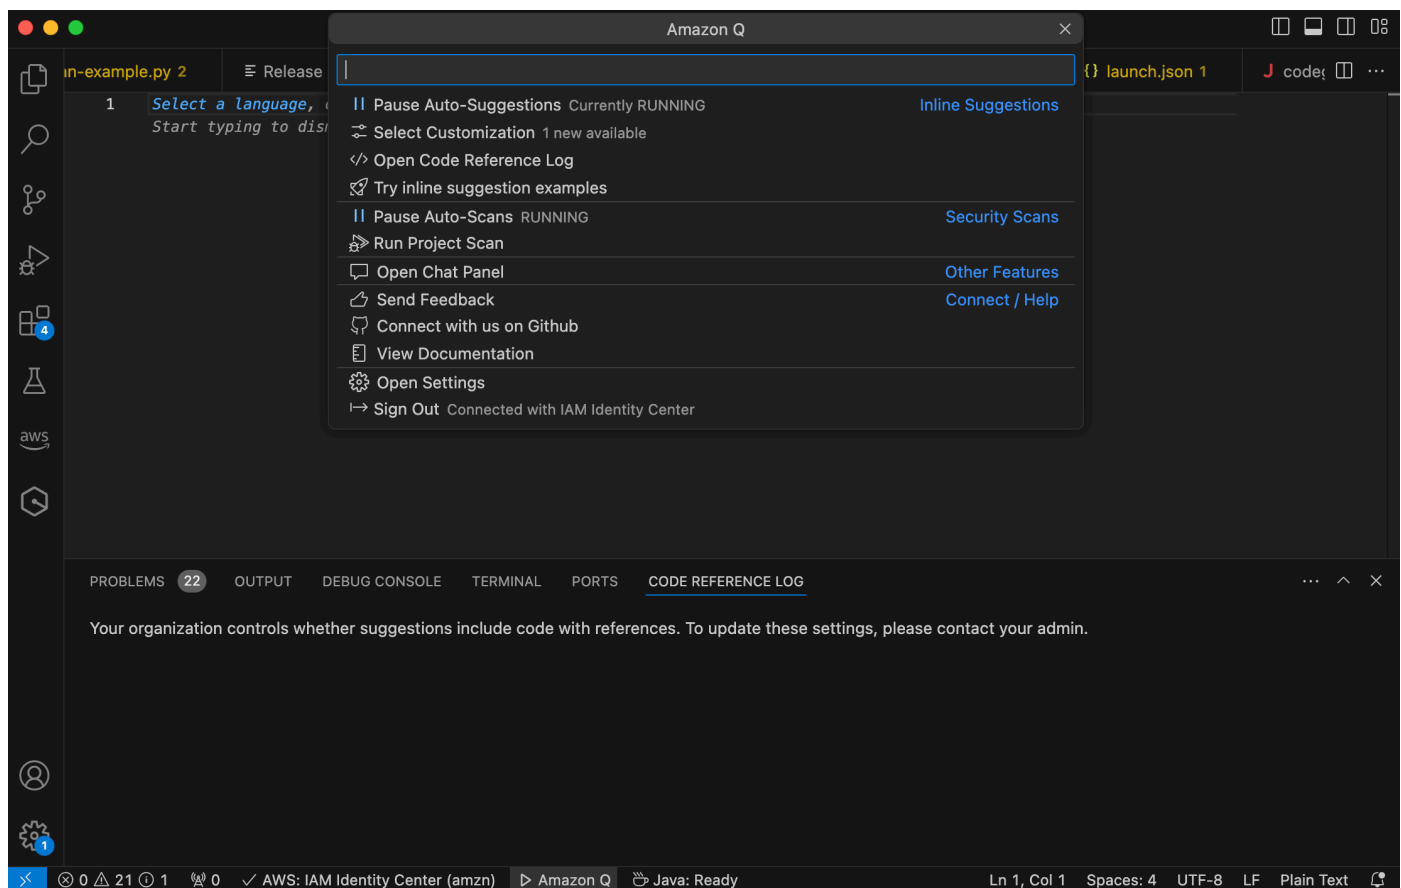 Amazon Q
an-example.py 2
Release
launch.json 1
J code
1 Select a language,
Start typing to
Pause Auto-Suggestions Currently RUNNING Inline Suggestions
Select Customization 1 new available
Open Code Reference Log
Try inline suggestion examples
Pause Auto-Scans RUNNING Security Scans
Run Project Scan
Open Chat Panel Other Features
Send Feedback Connect / Help
Connect with us on Github
View Documentation
Open Settings
Sign Out Connected with IAM Identity Center
4
aws
PROBLEMS 22 OUTPUT DEBUG CONSOLE TERMINAL PORTS CODE REFERENCE LOG
Your organization controls whether suggestions include code with references. To update these settings, please contact your admin.
1
0 21 1 0 AWS: IAM Identity Center (amzn) Amazon Q Java: Ready Ln 1, Col 1 Spaces: 4 UTF-8 LF Plain Text